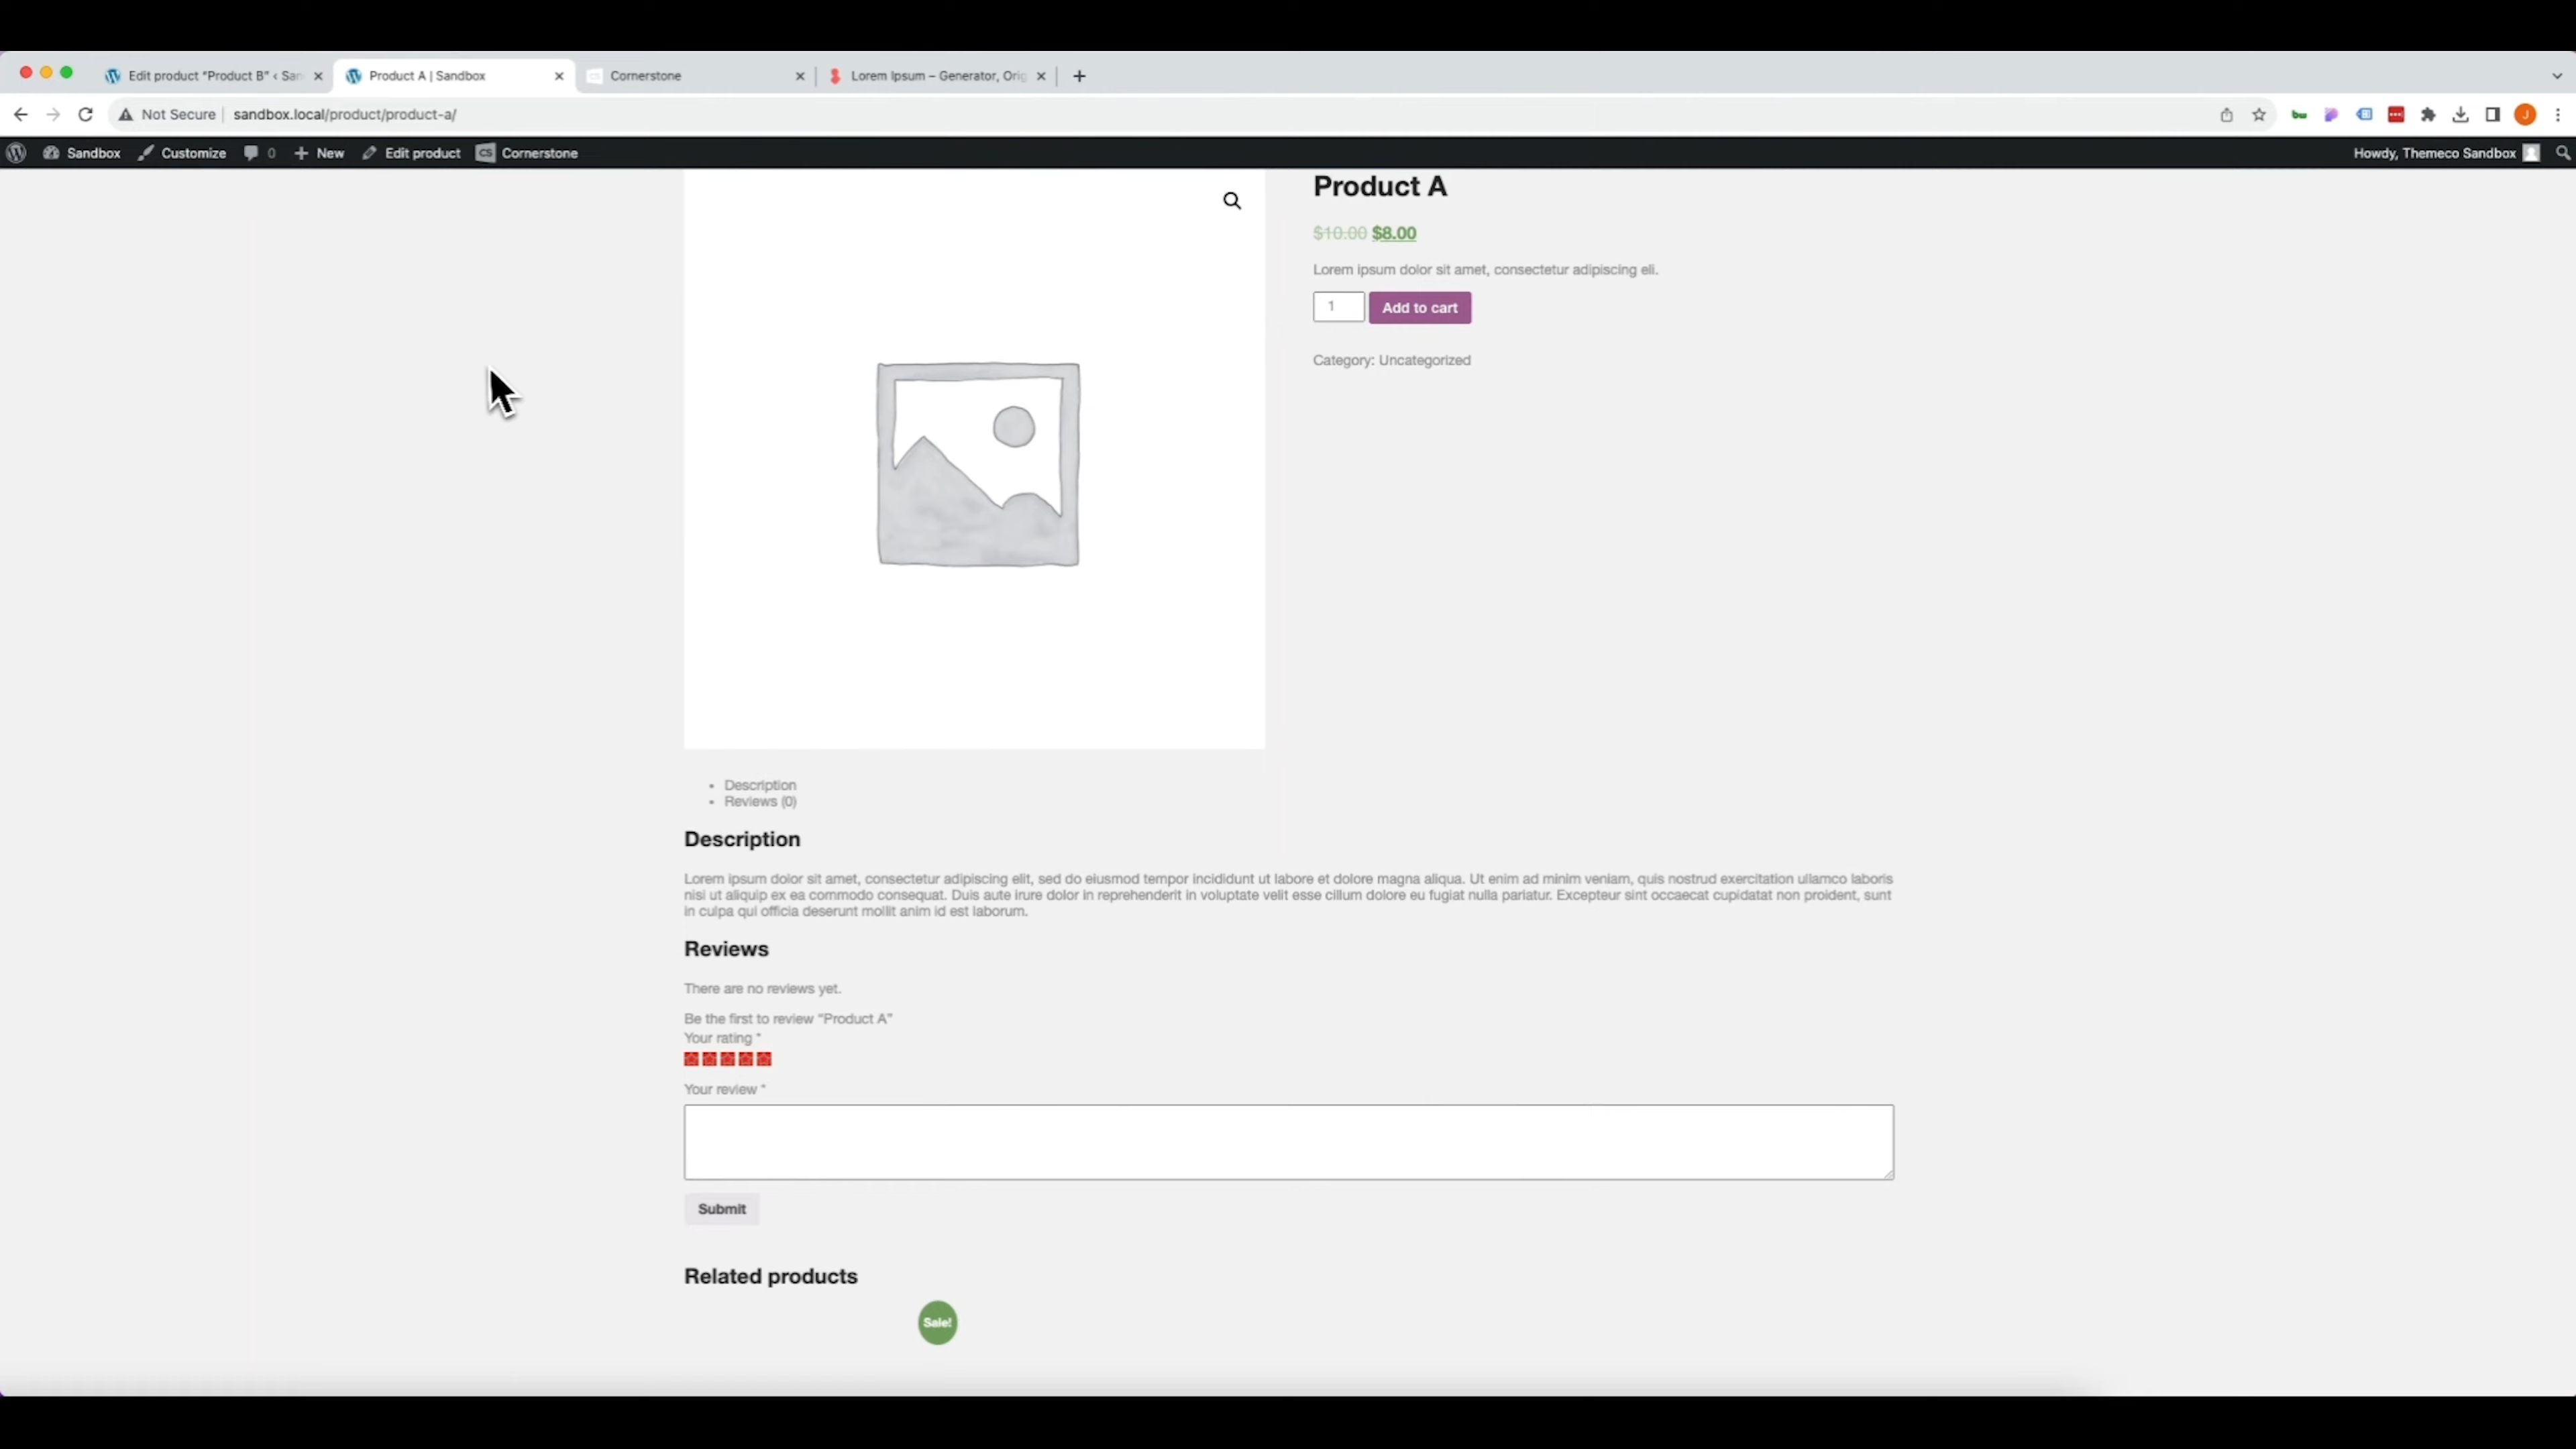 Edit product "Product B" ‹ San
Product A | Sandbox
Cornerstone
Lorem Ipsum – Generator, Orig
Not Secure
sandbox.local/product/product-a/
J
Sandbox
Customize
0
New
Edit product
CS
Cornerstone
Howdy, Themeco Sandbox
Product A
$10.00 $8.00
Lorem ipsum dolor sit amet, consectetur adipiscing eli.
1
Add to cart
Category: Uncategorized
Description
Reviews (0)
Description
Lorem ipsum dolor sit amet, consectetur adipiscing elit, sed do eiusmod tempor incididunt ut labore et dolore magna aliqua. Ut enim ad minim veniam, quis nostrud exercitation ullamco laboris
nisi ut aliquip ex ea commodo consequat. Duis aute irure dolor in reprehenderit in voluptate velit esse cillum dolore eu fugiat nulla pariatur. Excepteur sint occaecat cupidatat non proident, sunt
in culpa qui officia deserunt mollit anim id est laborum.
Reviews
There are no reviews yet.
Be the first to review "Product A"
Your rating *
Your review *
Submit
Related products
Sale!